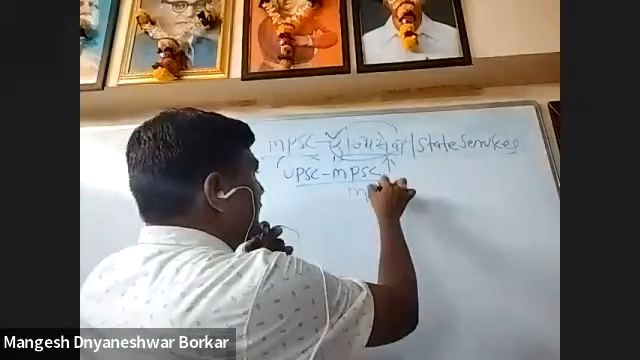 MPSC - राज्यसेवा / State Services
UPSC - MPSC
Mangesh Dnyaneshwar Borkar